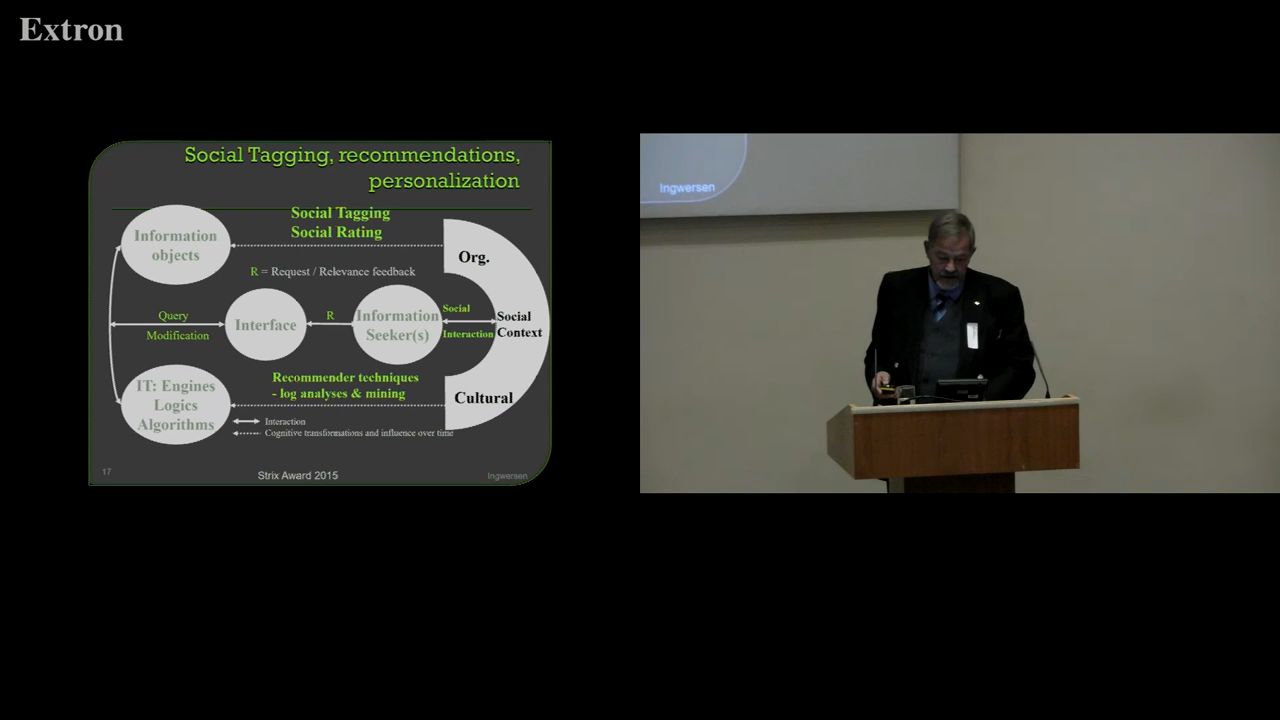 Extron
Social Tagging, recommendations,
personalization
Social Tagging
Social Rating
Information
objects
Org.
R = Request / Relevance feedback
Query
Modification
Interface
R
Information
Seeker(s)
Social
Interaction
Social
Context
IT: Engines
Logics
Algorithms
Recommender techniques
- log analyses & mining
Cultural
Interaction
Cognitive transformations and influence over time
17
Strix Award 2015
Ingwersen
Ingwersen